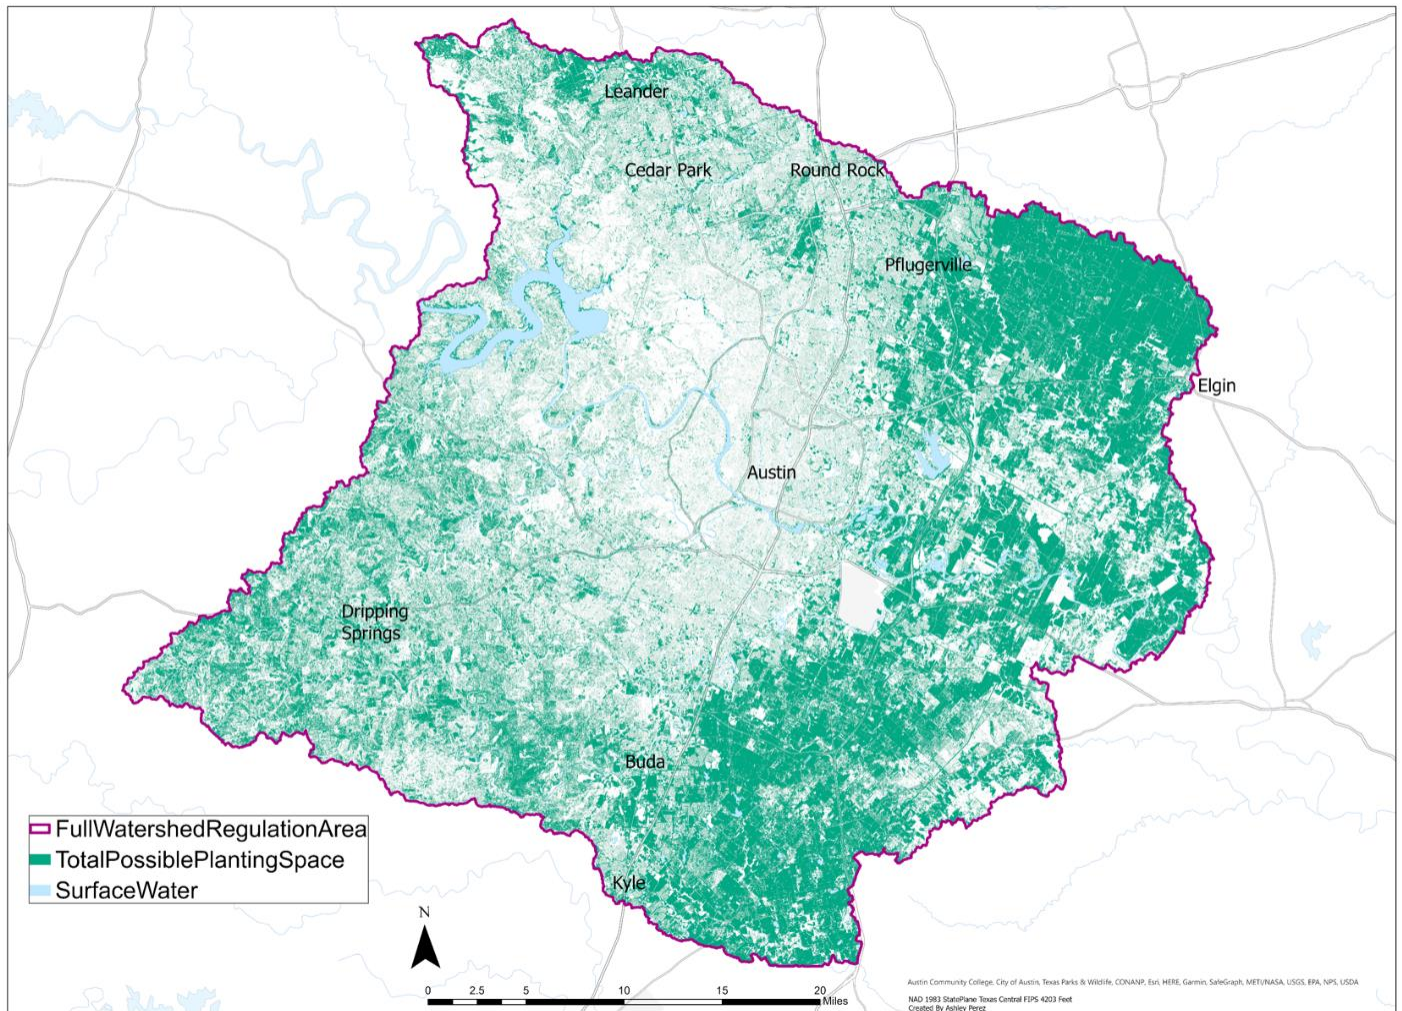 Leander
Cedar Park
Round Rock
Pflugerville
Elgin
Austin
Dripping
Springs
Buda
Kyle
FullWatershedRegulationArea
TotalPossiblePlantingSpace
SurfaceWater
N
0 2.5 5 10 15 20
Miles
Austin Community College, City of Austin, Texas Parks & Wildlife, CONANP, Esri, HERE, Garmin, SafeGraph, METI/NASA, USGS, EPA, NPS, USDA
NAD 1983 StatePlane Texas Central FIPS 4203 Feet
Created By Ashley Perez